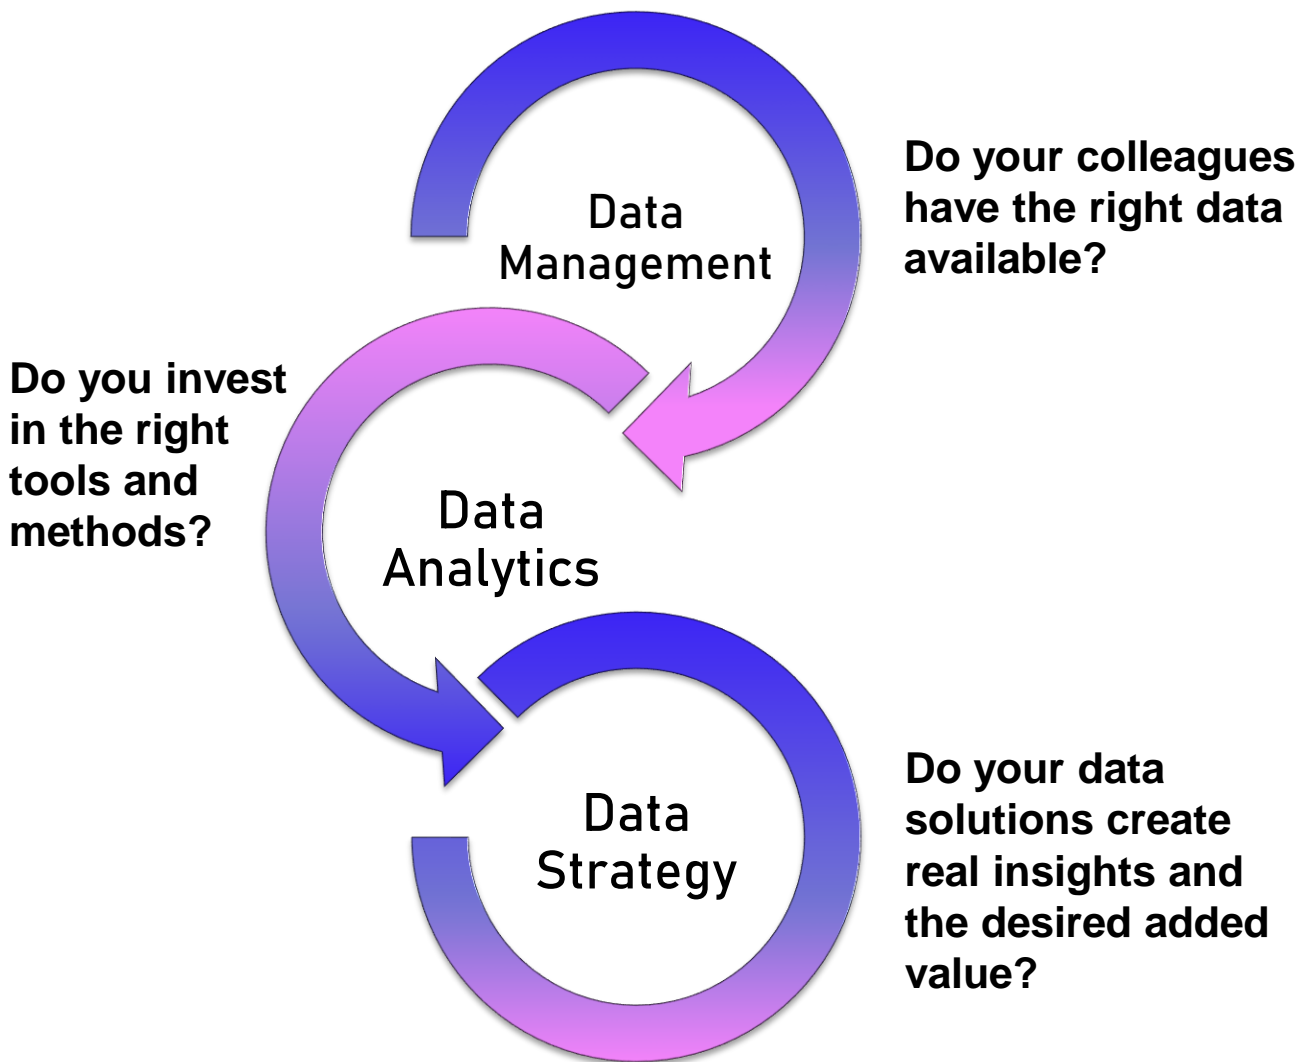 Data
Management
Do your colleagues
have the right data
available?
Do you invest
in the right
tools and
methods?
Data
Analytics
Data
Strategy
Do your data
solutions create
real insights and
the desired added
value?